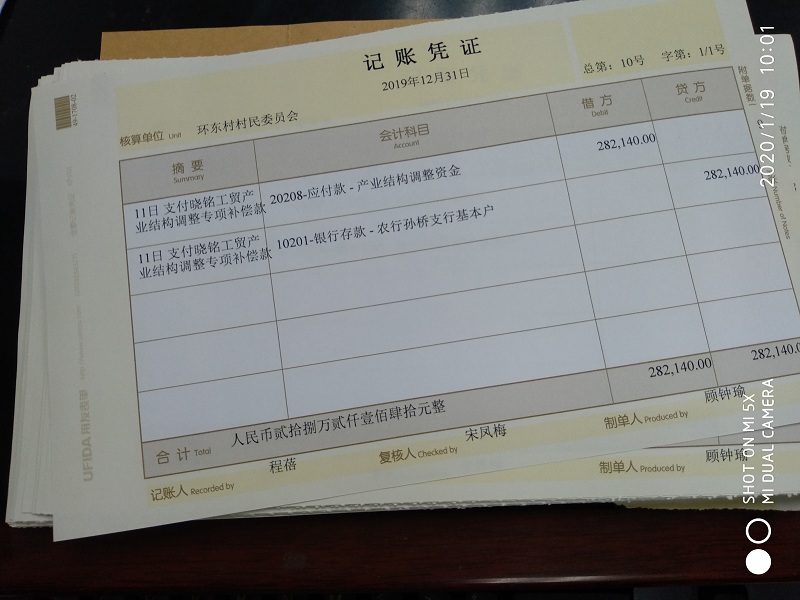 记账凭证
2019年12月31日
总第：10号 字第：1/1号
核算单位 Unit 环东村村民委员会
摘要 Summary
会计科目 Account
借方 Debit
贷方 Credit
11日 支付晓铭工贸产
业结构调整专项补偿款
20208-应付款 - 产业结构调整资金
282,140.00
11日 支付晓铭工贸产
业结构调整专项补偿款
10201-银行存款 - 农行孙桥支行基本户
282,140.00
合计 Total 人民币贰拾捌万贰仟壹佰肆拾元整
282,140.00
282,140.0
记账人 Recorded by 程蓓
复核人 Checked by 宋凤梅
制单人 Produced by 顾钟瑜
制单人 Produced by 顾钟瑜
附单据数
UFIDA 用友表单
2020/1/19 10:01
SHOT ON MI 5X
MI DUAL CAMERA